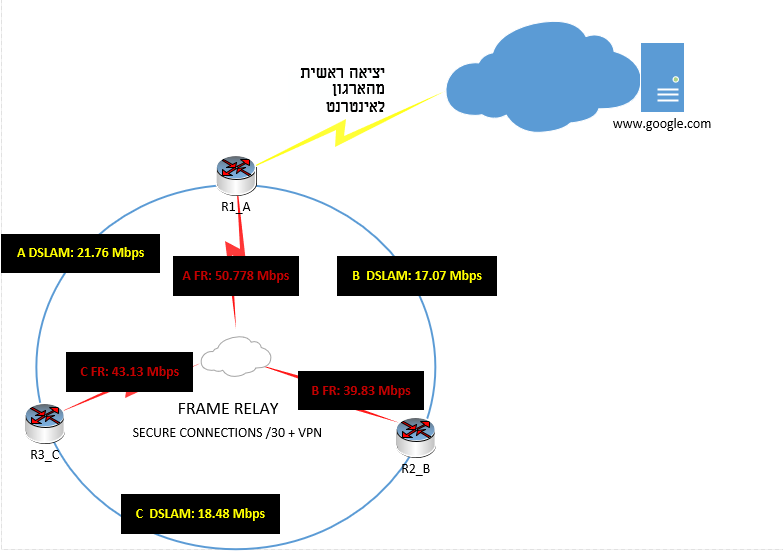 יציאה ראשית
מהארגון
לאינטרנט
www.google.com
R1_A
A DSLAM: 21.76 Mbps
A FR: 50.778 Mbps
B  DSLAM: 17.07 Mbps
C FR: 43.13 Mbps
B FR: 39.83 Mbps
FRAME RELAY
SECURE CONNECTIONS /30 + VPN
R3_C
R2_B
C  DSLAM: 18.48 Mbps